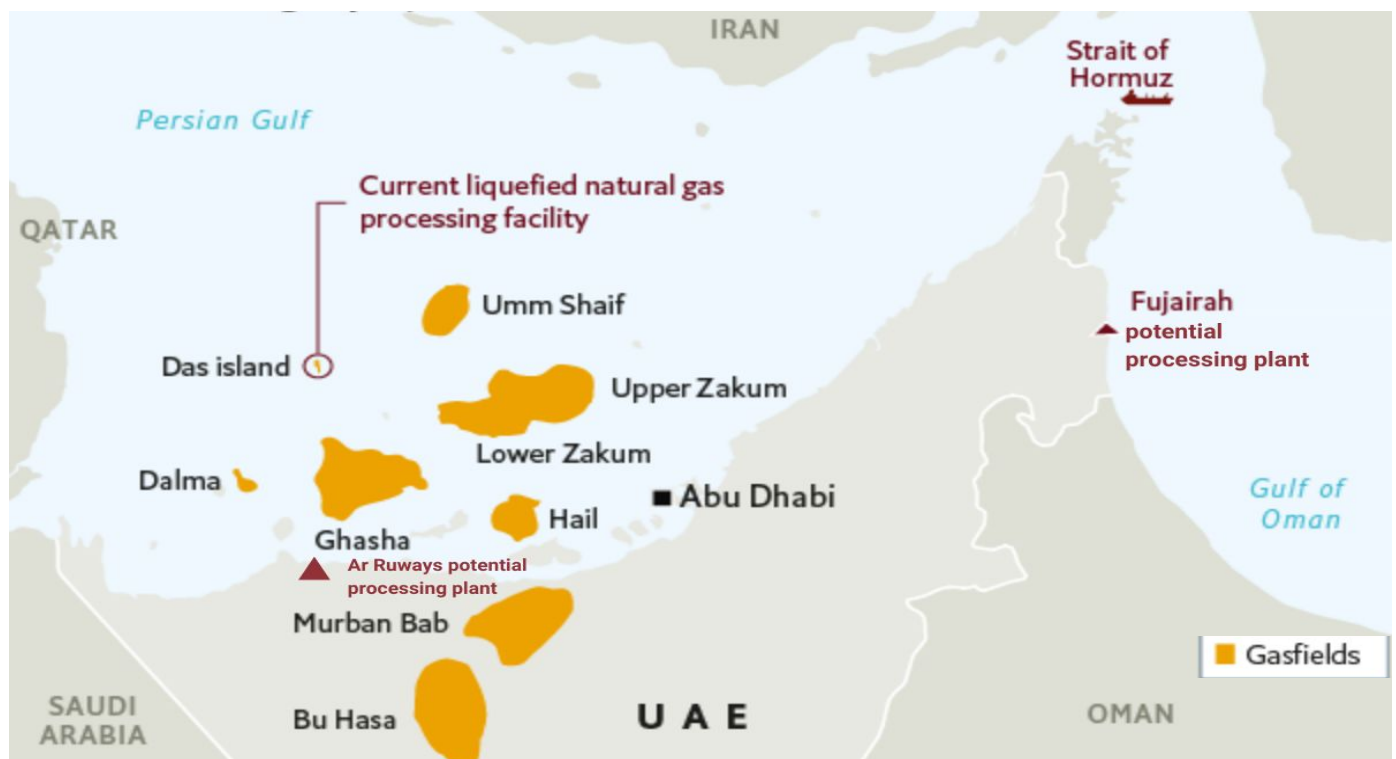 IRAN
Strait of
Hormuz
Persian Gulf
Current liquefied natural gas
processing facility
QATAR
Umm Shaif
Fujairah
potential
processing plant
Das island
Upper Zakum
Lower Zakum
Dalma
Abu Dhabi
Gulf of
Oman
Hail
Ghasha
Ar Ruways potential
processing plant
Murban Bab
Gasfields
SAUDI
ARABIA
Bu Hasa
UAE
OMAN